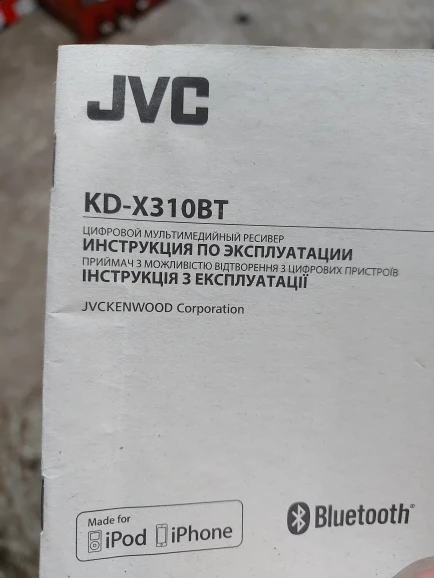 JVC
KD-X310BT
ЦИФРОВОЙ МУЛЬТИМЕДИЙНЫЙ РЕСИВЕР
ИНСТРУКЦИЯ ПО ЭКСПЛУАТАЦИИ
ПРИЙМАЧ З МОЖЛИВІСТЮ ВІДТВОРЕННЯ З ЦИФРОВИХ ПРИСТРОЇВ
ІНСТРУКЦІЯ З ЕКСПЛУАТАЦІЇ
JVCKENWOOD Corporation
Made for
iPod iPhone
Bluetooth®